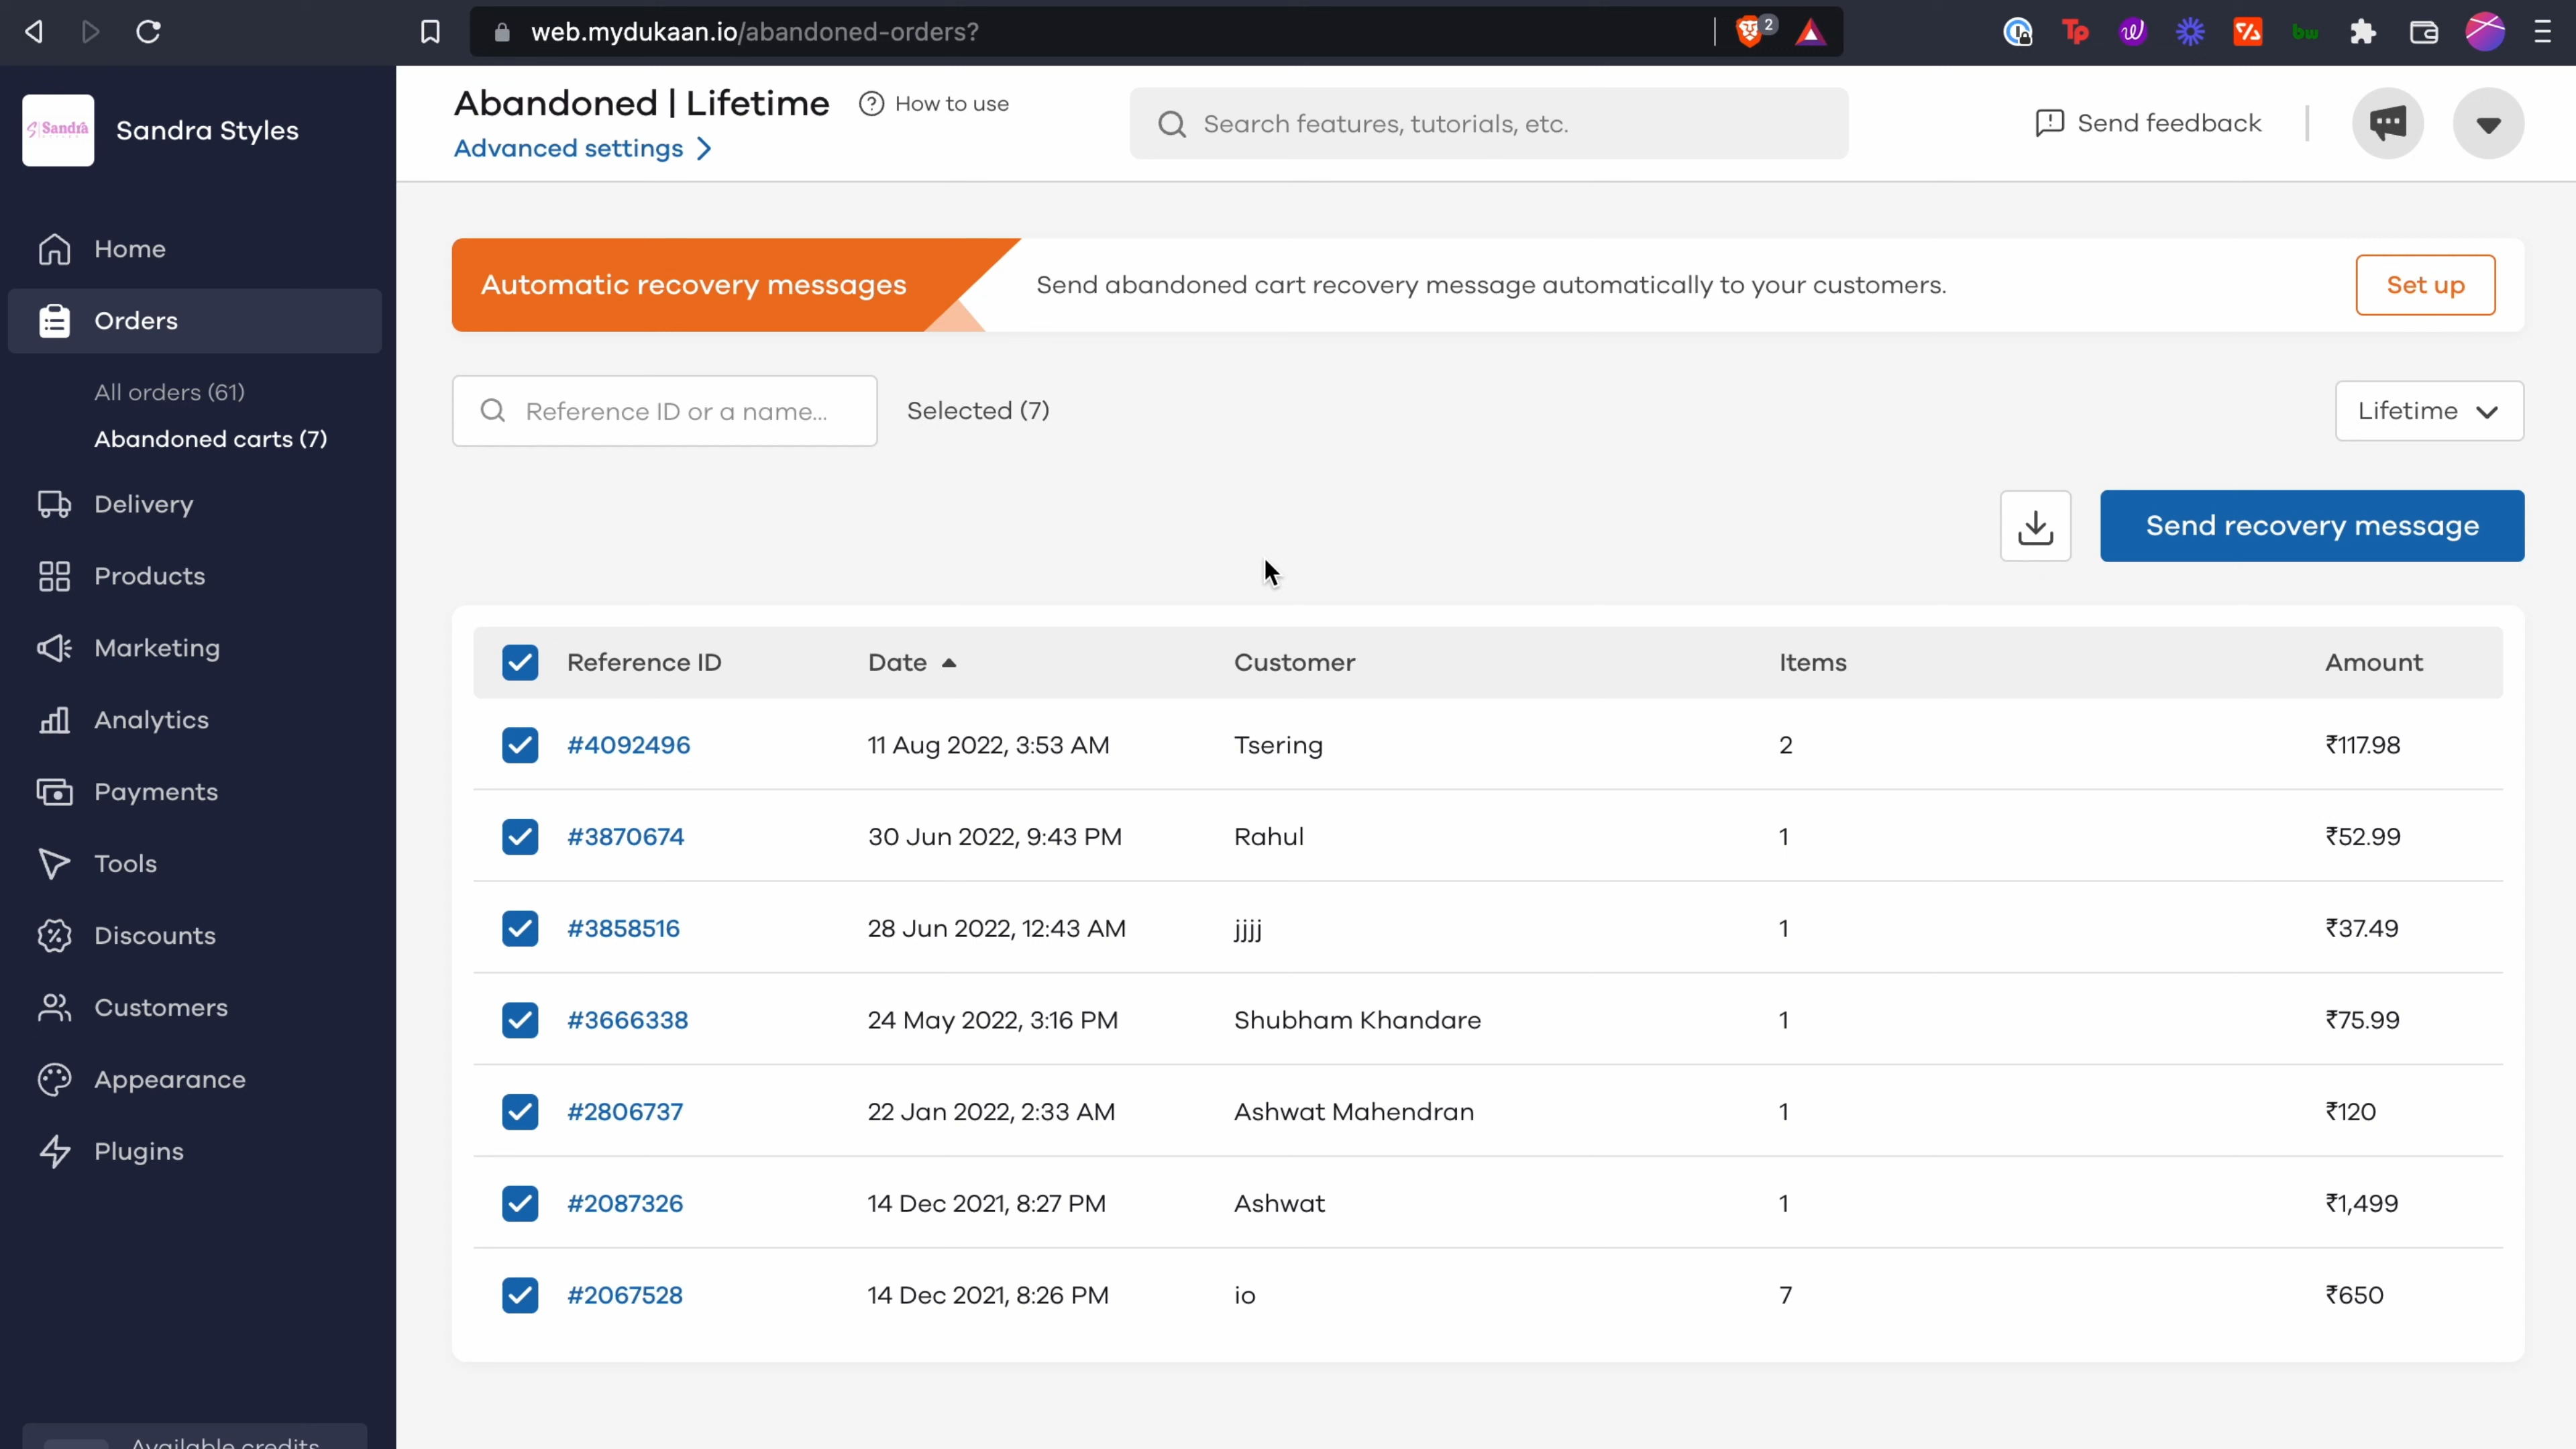 web.mydukaan.io/abandoned-orders?
2
Tp
bw
Sandra
Sandra Styles
Home
Orders
All orders (61)
Abandoned carts (7)
Delivery
Products
Marketing
Analytics
Payments
Tools
Discounts
Customers
Appearance
Plugins
Available credits
Abandoned | Lifetime
How to use
Advanced settings
Search features, tutorials, etc.
Send feedback
Automatic recovery messages
Send abandoned cart recovery message automatically to your customers.
Set up
Reference ID or a name...
Selected (7)
Lifetime
Send recovery message
Reference ID Date Customer Items Amount
#4092496 11 Aug 2022, 3:53 AM Tsering 2 ₹117.98
#3870674 30 Jun 2022, 9:43 PM Rahul 1 ₹52.99
#3858516 28 Jun 2022, 12:43 AM jjjj 1 ₹37.49
#3666338 24 May 2022, 3:16 PM Shubham Khandare 1 ₹75.99
#2806737 22 Jan 2022, 2:33 AM Ashwat Mahendran 1 ₹120
#2087326 14 Dec 2021, 8:27 PM Ashwat 1 ₹1,499
#2067528 14 Dec 2021, 8:26 PM io 7 ₹650